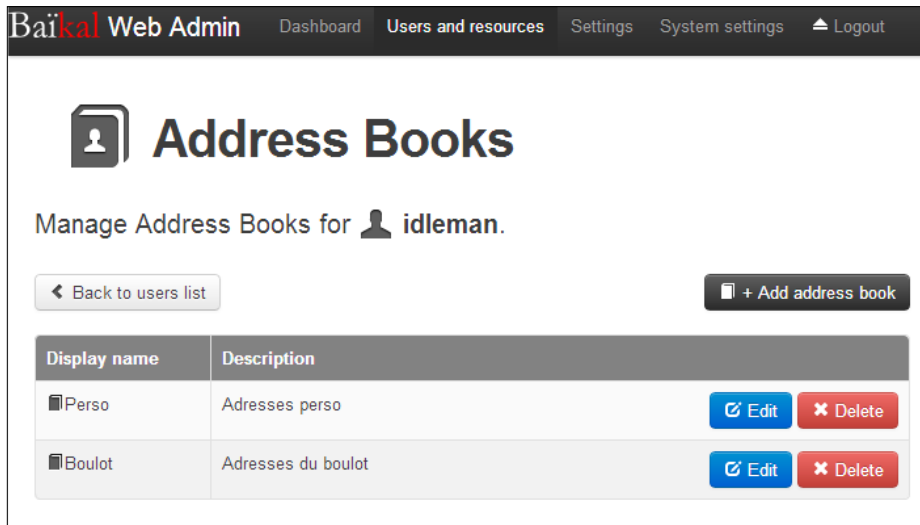 Baïkal Web Admin Dashboard Users and resources Settings System settings Logout
Address Books
Manage Address Books for idleman.
Back to users list + Add address book
Display name Description
Perso Adresses perso Edit Delete
Boulot Adresses du boulot Edit Delete